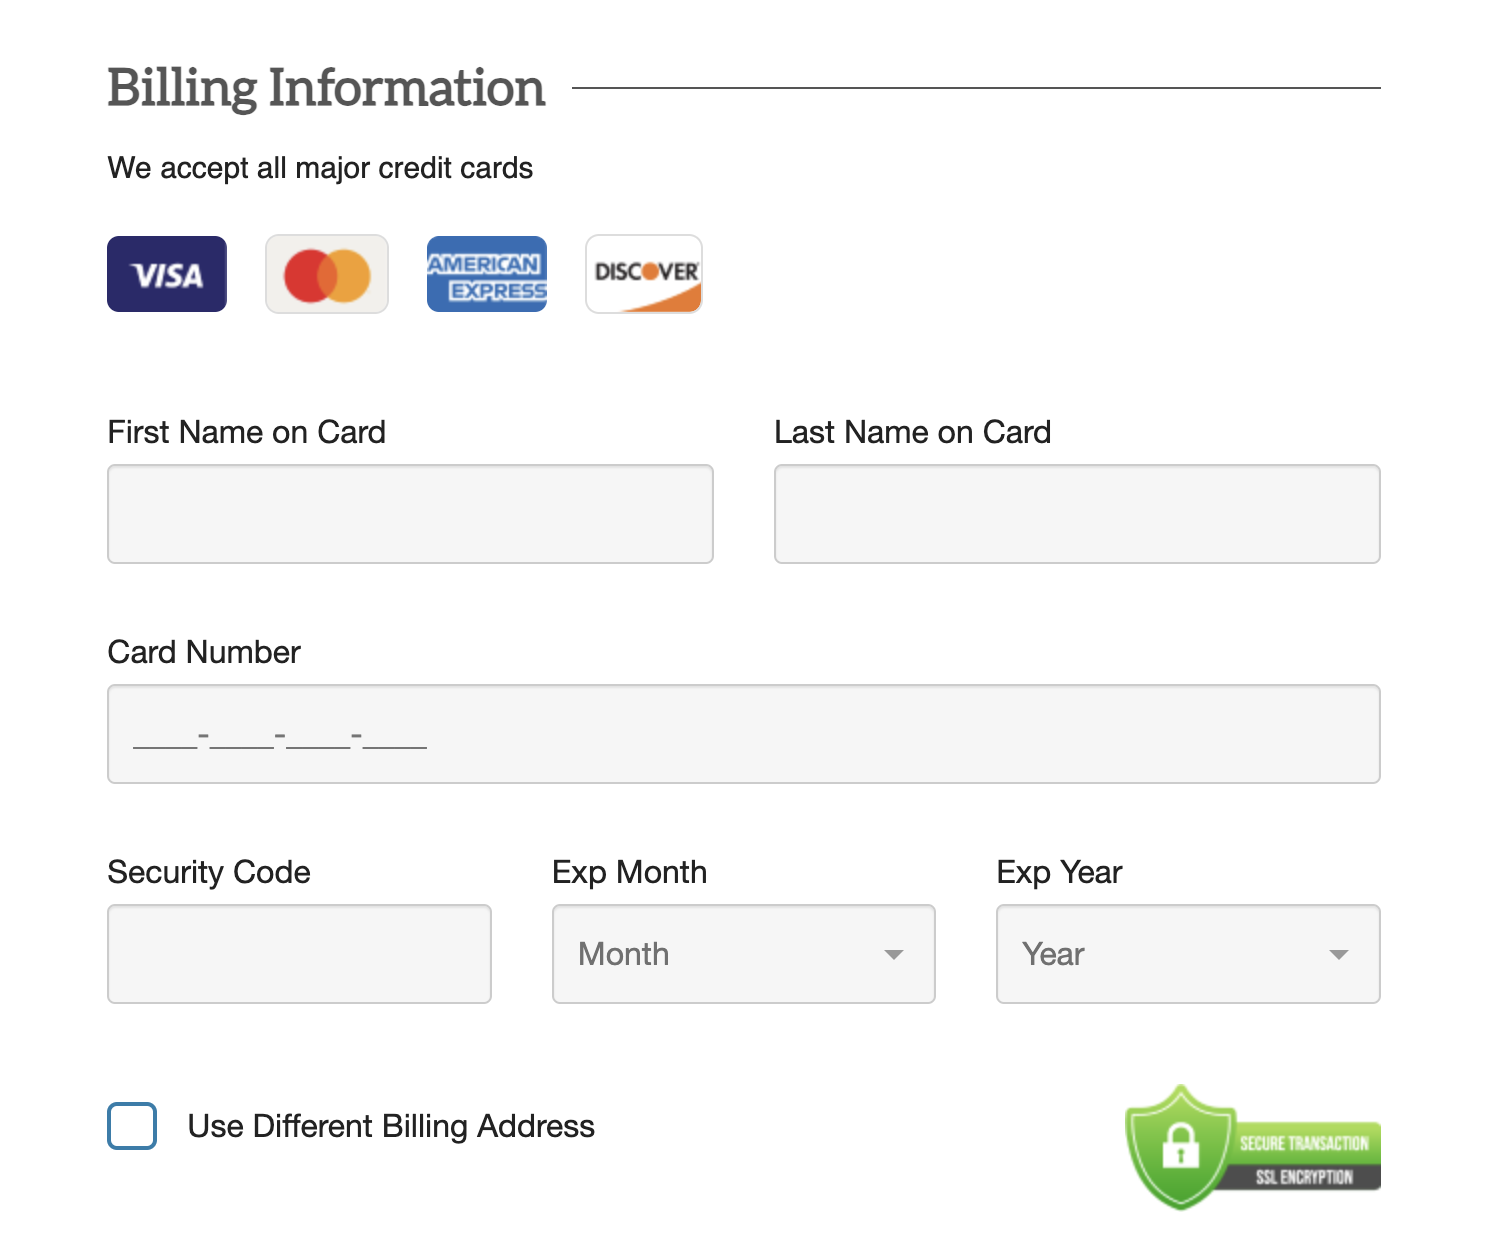 Billing Information
We accept all major credit cards
VISA
AMERICAN
EXPRESS
DISCOVER
First Name on Card
Last Name on Card
Card Number
____-____-____-____
Security Code
Exp Month
Exp Year
Month
Year
Use Different Billing Address
SECURE TRANSACTION
SSL ENCRYPTION